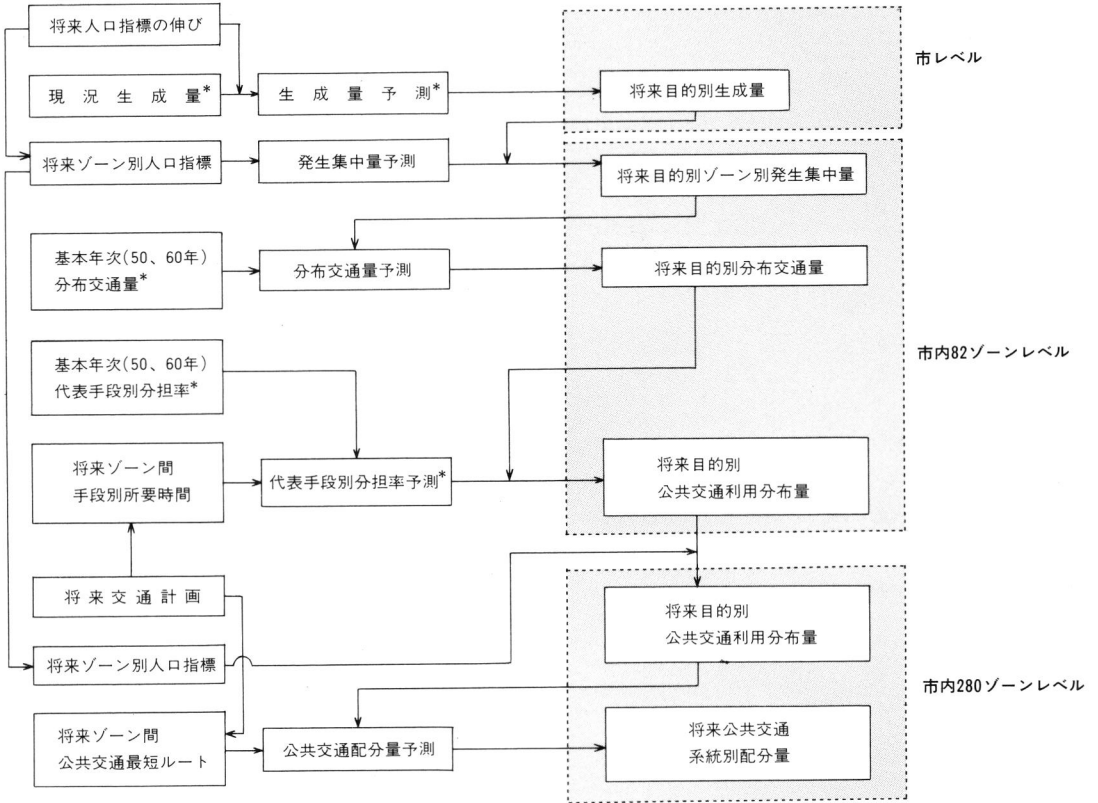 将来人口指標の伸び
市レベル
現況生成量*
生成量予測*
将来目的別生成量
将来ゾーン別人口指標
発生集中量予測
将来目的別ゾーン別発生集中量
基本年次(50、60年)
分布交通量*
分布交通量予測
将来目的別分布交通量
市内82ゾーンレベル
基本年次(50、60年)
代表手段別分担率*
将来ゾーン間
手段別所要時間
代表手段別分担率予測*
将来目的別
公共交通利用分布量
将来交通計画
将来目的別
公共交通利用分布量
将来ゾーン別人口指標
市内280ゾーンレベル
将来ゾーン間
公共交通最短ルート
公共交通配分量予測
将来公共交通
系統別配分量